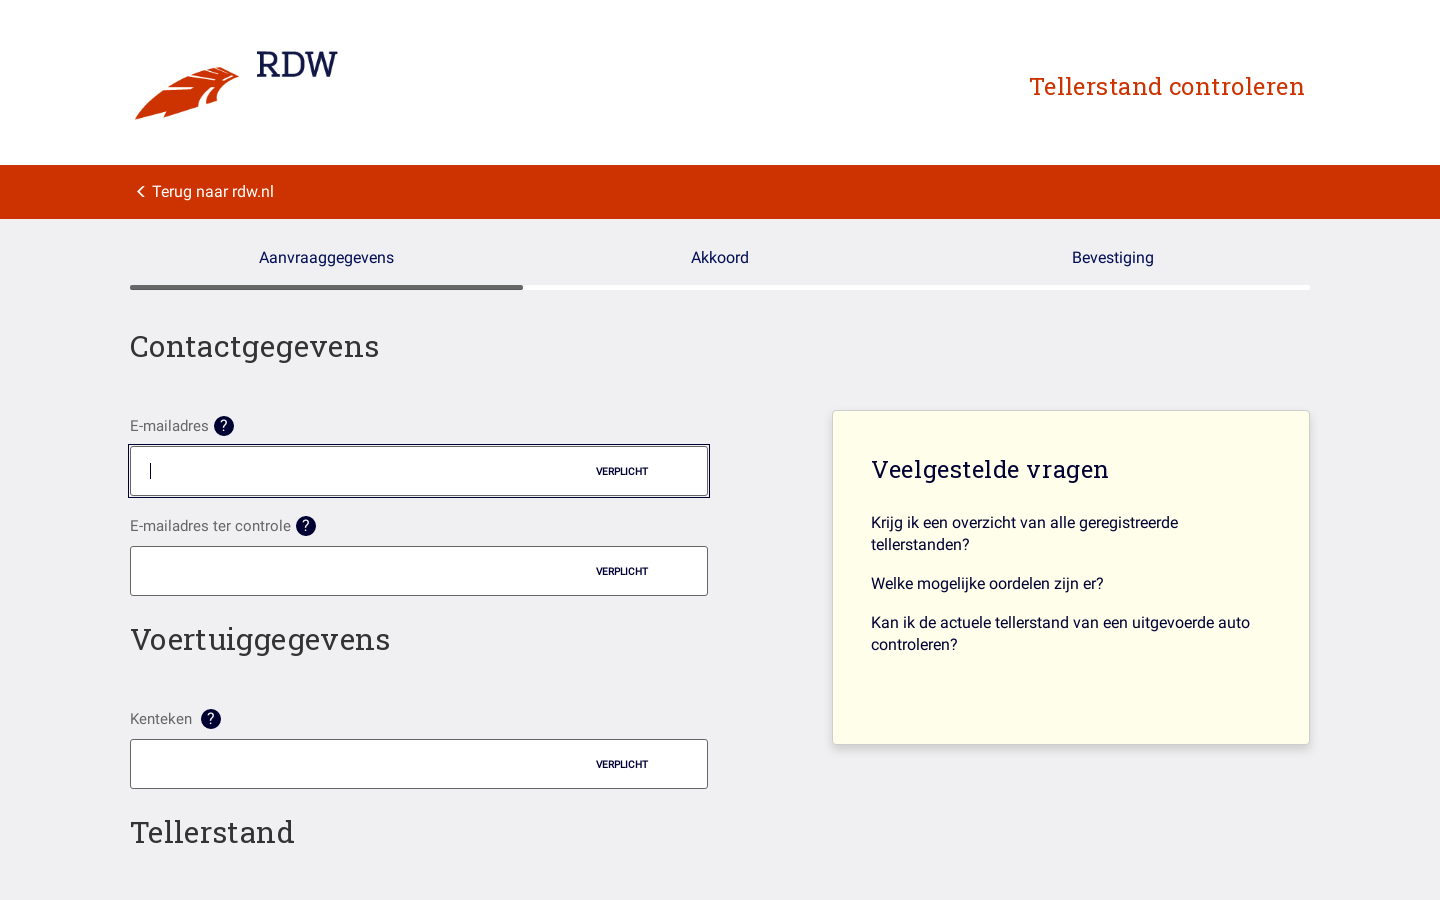 RDW
Tellerstand controleren
Terug naar rdw.nl
Aanvraaggegevens
Akkoord
Bevestiging
Contactgegevens
E-mailadres ?
VERPLICHT
E-mailadres ter controle ?
VERPLICHT
Voertuiggegevens
Kenteken ?
VERPLICHT
Tellerstand
Veelgestelde vragen
Krijg ik een overzicht van alle geregistreerde
tellerstanden?
Welke mogelijke oordelen zijn er?
Kan ik de actuele tellerstand van een uitgevoerde auto
controleren?